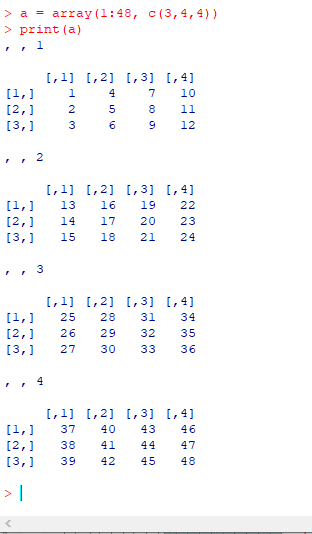 > a = array(1:48, c(3,4,4))
> print(a)
, , 1
     [,1] [,2] [,3] [,4]
[1,]    1    4    7   10
[2,]    2    5    8   11
[3,]    3    6    9   12
, , 2
     [,1] [,2] [,3] [,4]
[1,]   13   16   19   22
[2,]   14   17   20   23
[3,]   15   18   21   24
, , 3
     [,1] [,2] [,3] [,4]
[1,]   25   28   31   34
[2,]   26   29   32   35
[3,]   27   30   33   36
, , 4
     [,1] [,2] [,3] [,4]
[1,]   37   40   43   46
[2,]   38   41   44   47
[3,]   39   42   45   48
>